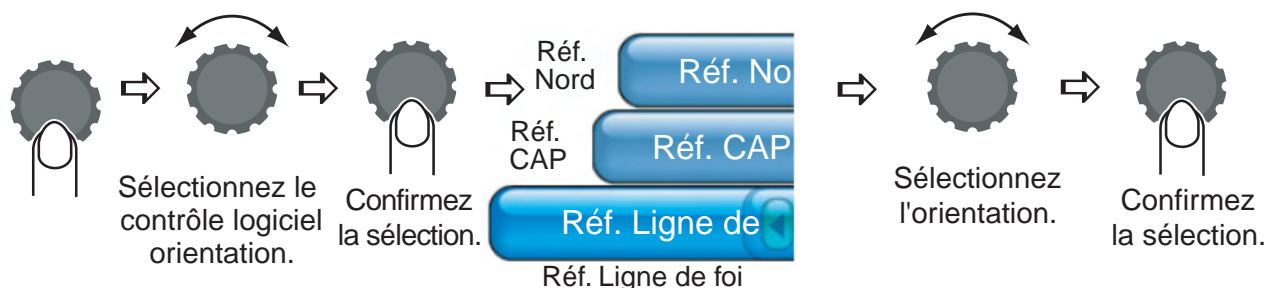 Sélectionnez le
contrôle logiciel
orientation.
Confirmez
la sélection.
Réf.
Nord
Réf. No
Réf.
CAP
Réf. CAP
Réf. Ligne de
Réf. Ligne de foi
Sélectionnez
l'orientation.
Confirmez
la sélection.